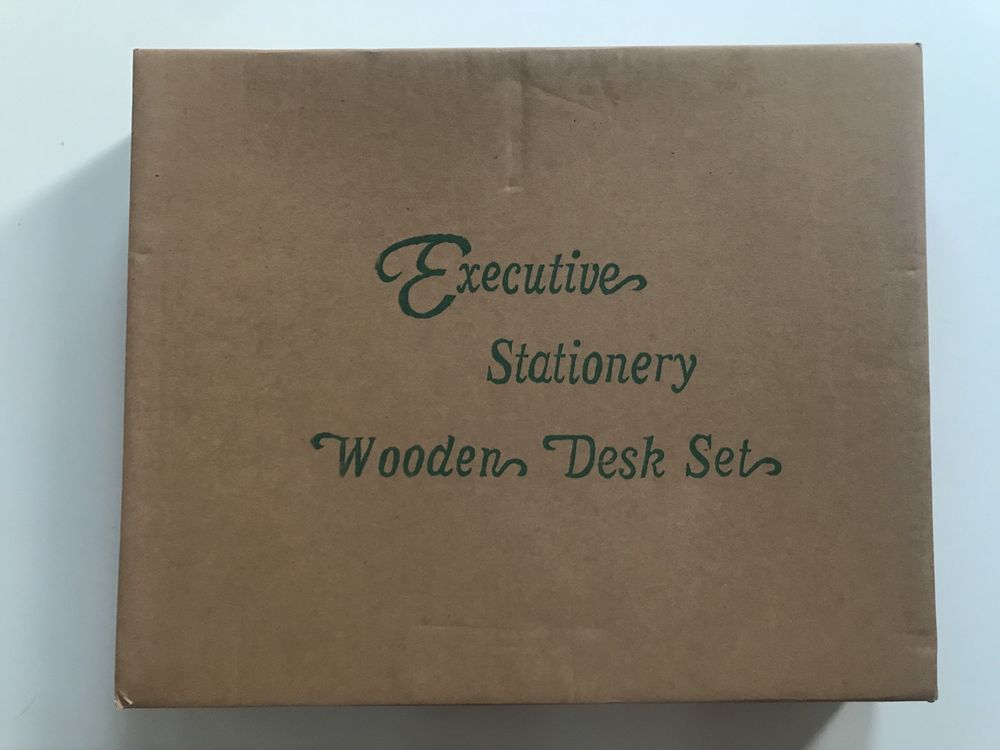 Executive
Stationery
Wooden Desk Set